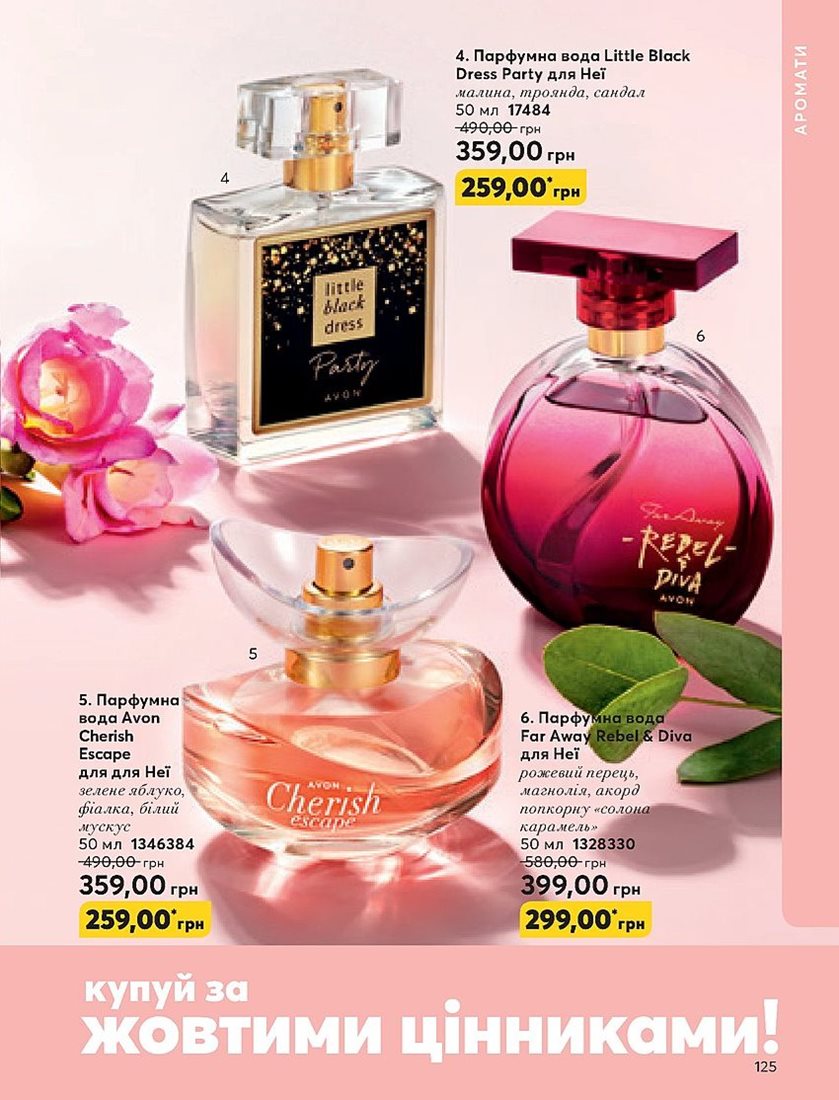 АРОМАТИ
4. Парфумна вода Little Black
Dress Party для Неї
малина, троянда, сандал
50 мл 17484
490,00 грн
359,00 грн
259,00* грн
4
little
black
dress
Party
AVON
6
Far Away
- REBEL -
&
DIVA
AVON
5
AVON
Cherish
escape
5. Парфумна
вода Avon
Cherish
Escape
для для Неї
зелене яблуко,
фіалка, білий
мускус
50 мл 1346384
490,00 грн
359,00 грн
259,00* грн
6. Парфумна вода
Far Away Rebel & Diva
для Неї
рожевий перець,
магнолія, акорд
попкорну «солона
карамель»
50 мл 1328330
580,00 грн
399,00 грн
299,00* грн
купуй за
ЖОВТИМИ ЦІННИКАМИ!
125